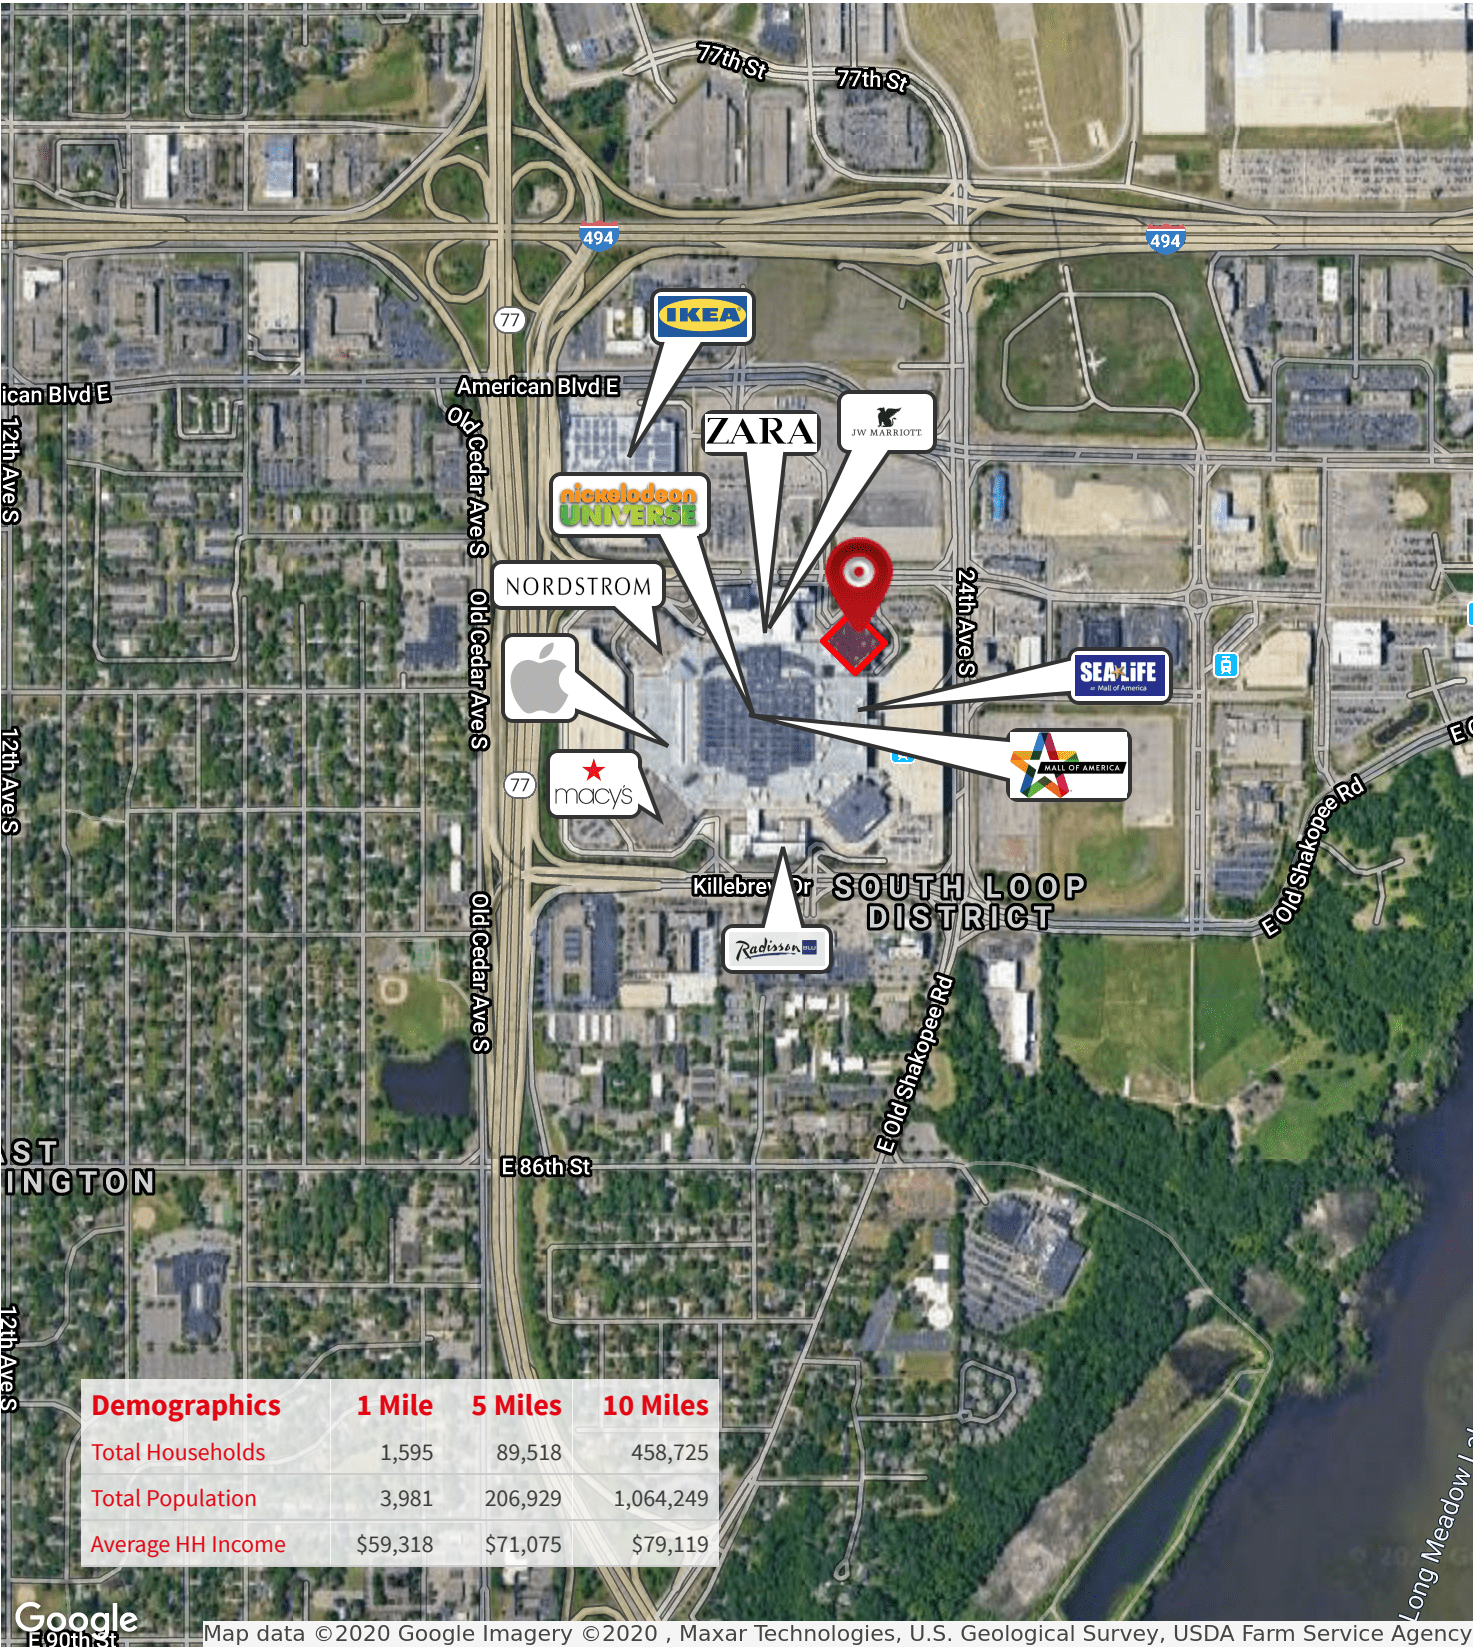 77th St
77th St
494
494
77
IKEA
American Blvd E
ican Blvd E
12th Ave S
Old Cedar Ave S
ZARA
JW MARRIOTT
nickelodeon
UNIVERSE
NORDSTROM
24th Ave S
Old Cedar Ave S
SEA LiFE
at Mall of America
12th Ave S
77
macy's
MALL OF AMERICA
E Old Shakopee Rd
Killebrew Dr
SOUTH LOOP
DISTRICT
Radisson BLU
Old Cedar Ave S
E Old Shakopee Rd
AST
INGTON
E 86th St
12th Ave S
Demographics 1 Mile 5 Miles 10 Miles
Total Households 1,595 89,518 458,725
Total Population 3,981 206,929 1,064,249
Average HH Income $59,318 $71,075 $79,119
Long Meadow Lak
Google
E 90th St
Map data ©2020 Google Imagery ©2020 , Maxar Technologies, U.S. Geological Survey, USDA Farm Service Agency